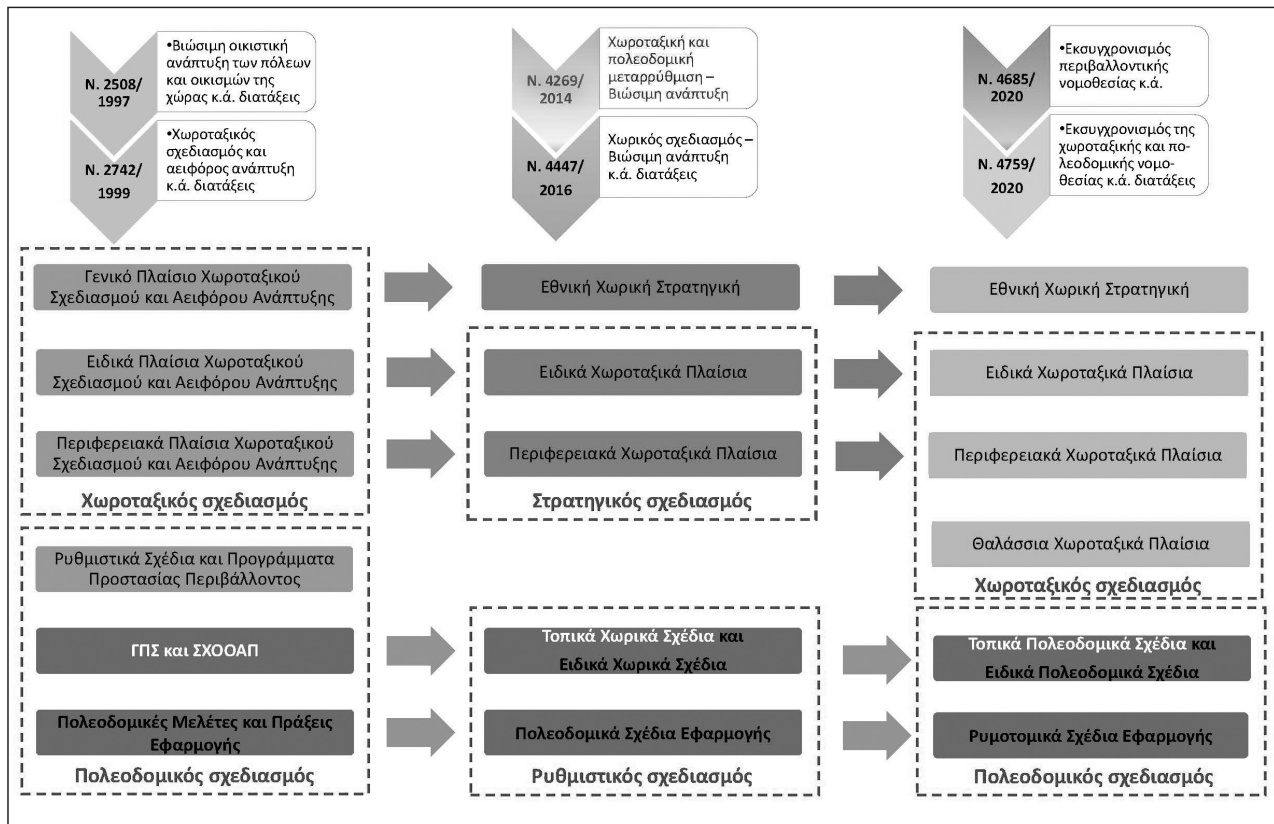 Ν. 2508/
1997
•Βιώσιμη οικιστική
ανάπτυξη των πόλεων
και οικισμών της
χώρας κ.ά. διατάξεις
Ν. 2742/
1999
•Χωροταξικός
σχεδιασμός και
αειφόρος ανάπτυξη
κ.ά. διατάξεις
Ν. 4269/
2014
Χωροταξική και
πολεοδομική
μεταρρύθμιση –
Βιώσιμη ανάπτυξη
Ν. 4447/
2016
Χωρικός σχεδιασμός –
Βιώσιμη ανάπτυξη
κ.ά. διατάξεις
Ν. 4685/
2020
•Εκσυγχρονισμός
περιβαλλοντικής
νομοθεσίας κ.ά.
Ν. 4759/
2020
•Εκσυγχρονισμός της
χωροταξικής και πο-
λεοδομικής νομο-
θεσίας κ.ά. διατάξεις
Γενικό Πλαίσιο Χωροταξικού
Σχεδιασμού και Αειφόρου Ανάπτυξης
Εθνική Χωρική Στρατηγική
Εθνική Χωρική Στρατηγική
Ειδικά Πλαίσια Χωροταξικού
Σχεδιασμού και Αειφόρου Ανάπτυξης
Ειδικά Χωροταξικά Πλαίσια
Ειδικά Χωροταξικά Πλαίσια
Περιφερειακά Πλαίσια Χωροταξικού
Σχεδιασμού και Αειφόρου Ανάπτυξης
Περιφερειακά Χωροταξικά Πλαίσια
Περιφερειακά Χωροταξικά Πλαίσια
Χωροταξικός σχεδιασμός
Στρατηγικός σχεδιασμός
Θαλάσσια Χωροταξικά Πλαίσια
Χωροταξικός σχεδιασμός
Ρυθμιστικά Σχέδια και Προγράμματα
Προστασίας Περιβάλλοντος
ΓΠΣ και ΣΧΟΟΑΠ
Τοπικά Χωρικά Σχέδια και
Ειδικά Χωρικά Σχέδια
Τοπικά Πολεοδομικά Σχέδια και
Ειδικά Πολεοδομικά Σχέδια
Πολεοδομικές Μελέτες και Πράξεις
Εφαρμογής
Πολεοδομικά Σχέδια Εφαρμογής
Ρυμοτομικά Σχέδια Εφαρμογής
Πολεοδομικός σχεδιασμός
Ρυθμιστικός σχεδιασμός
Πολεοδομικός σχεδιασμός